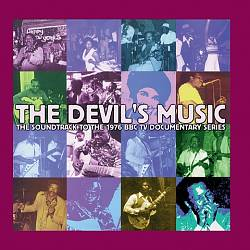 THE DEVIL'S MUSIC
THE SOUNDTRACK TO THE 1976 BBC TV DOCUMENTARY SERIES